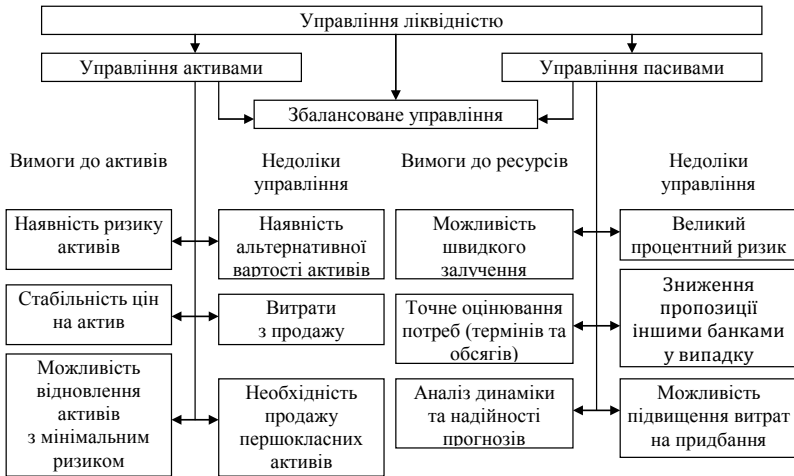 Управління ліквідністю
Управління активами
Управління пасивами
Збалансоване управління
Вимоги до активів
Недоліки
управління
Вимоги до ресурсів
Недоліки
управління
Наявність ризику
активів
Наявність
альтернативної
вартості активів
Можливість
швидкого
залучення
Великий
процентний ризик
Стабільність цін
на актив
Витрати
з продажу
Точне оцінювання
потреб (термінів та
обсягів)
Зниження
пропозиції
іншими банками
у випадку
Можливість
відновлення
активів
з мінімальним
ризиком
Необхідність
продажу
першокласних
активів
Аналіз динаміки
та надійності
прогнозів
Можливість
підвищення витрат
на придбання